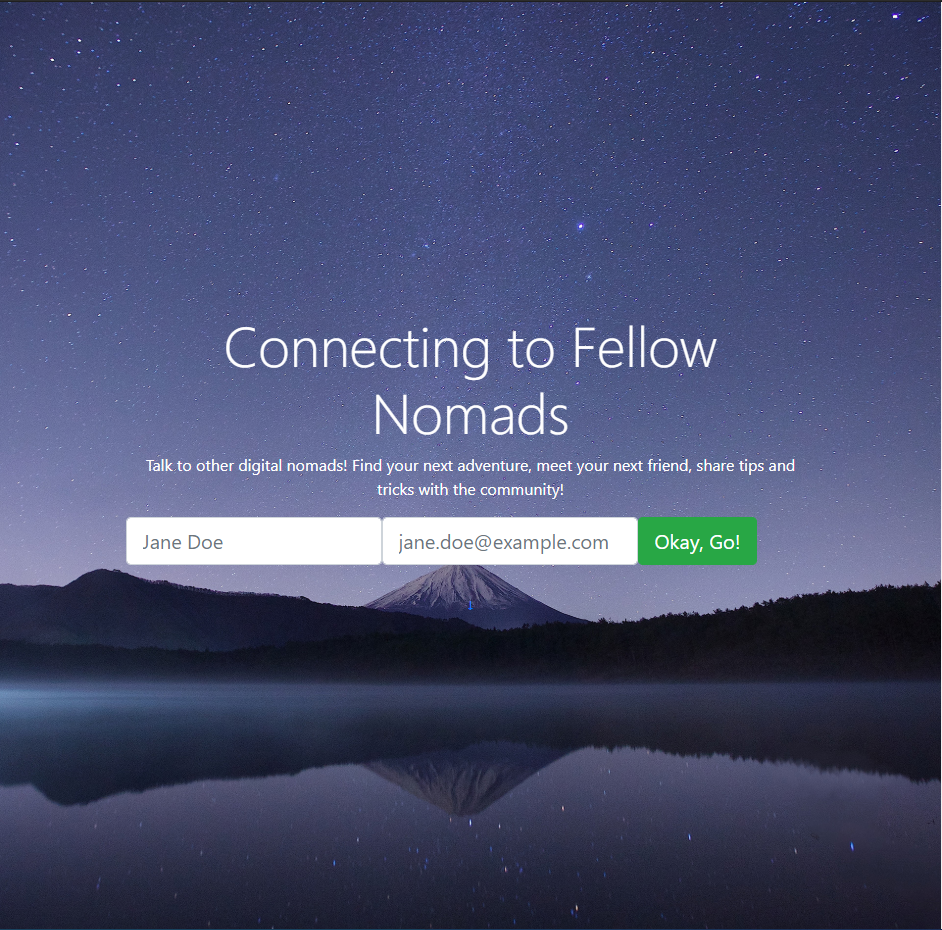 Connecting to Fellow
Nomads
Talk to other digital nomads! Find your next adventure, meet your next friend, share tips and
tricks with the community!
Jane Doe
jane.doe@example.com
Okay, Go!